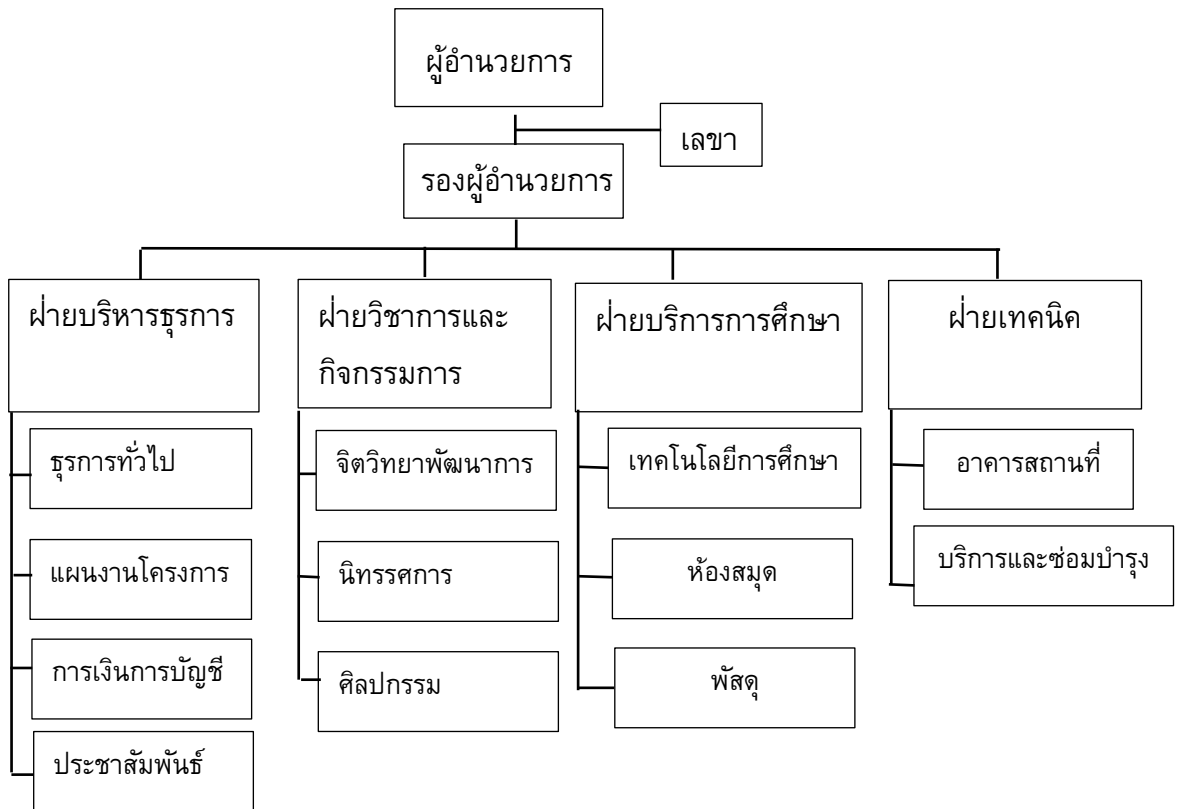 ผู้อำนวยการ
เลขา
รองผู้อำนวยการ
ฝ่ายบริหารธุรการ
ฝ่ายวิชาการและ
กิจกรรมการ
ฝ่ายบริการการศึกษา
ฝ่ายเทคนิค
ธุรการทั่วไป
แผนงานโครงการ
การเงินการบัญชี
ประชาสัมพันธ์
จิตวิทยาพัฒนาการ
นิทรรศการ
ศิลปกรรม
เทคโนโลยีการศึกษา
ห้องสมุด
พัสดุ
อาคารสถานที่
บริการและซ่อมบำรุง